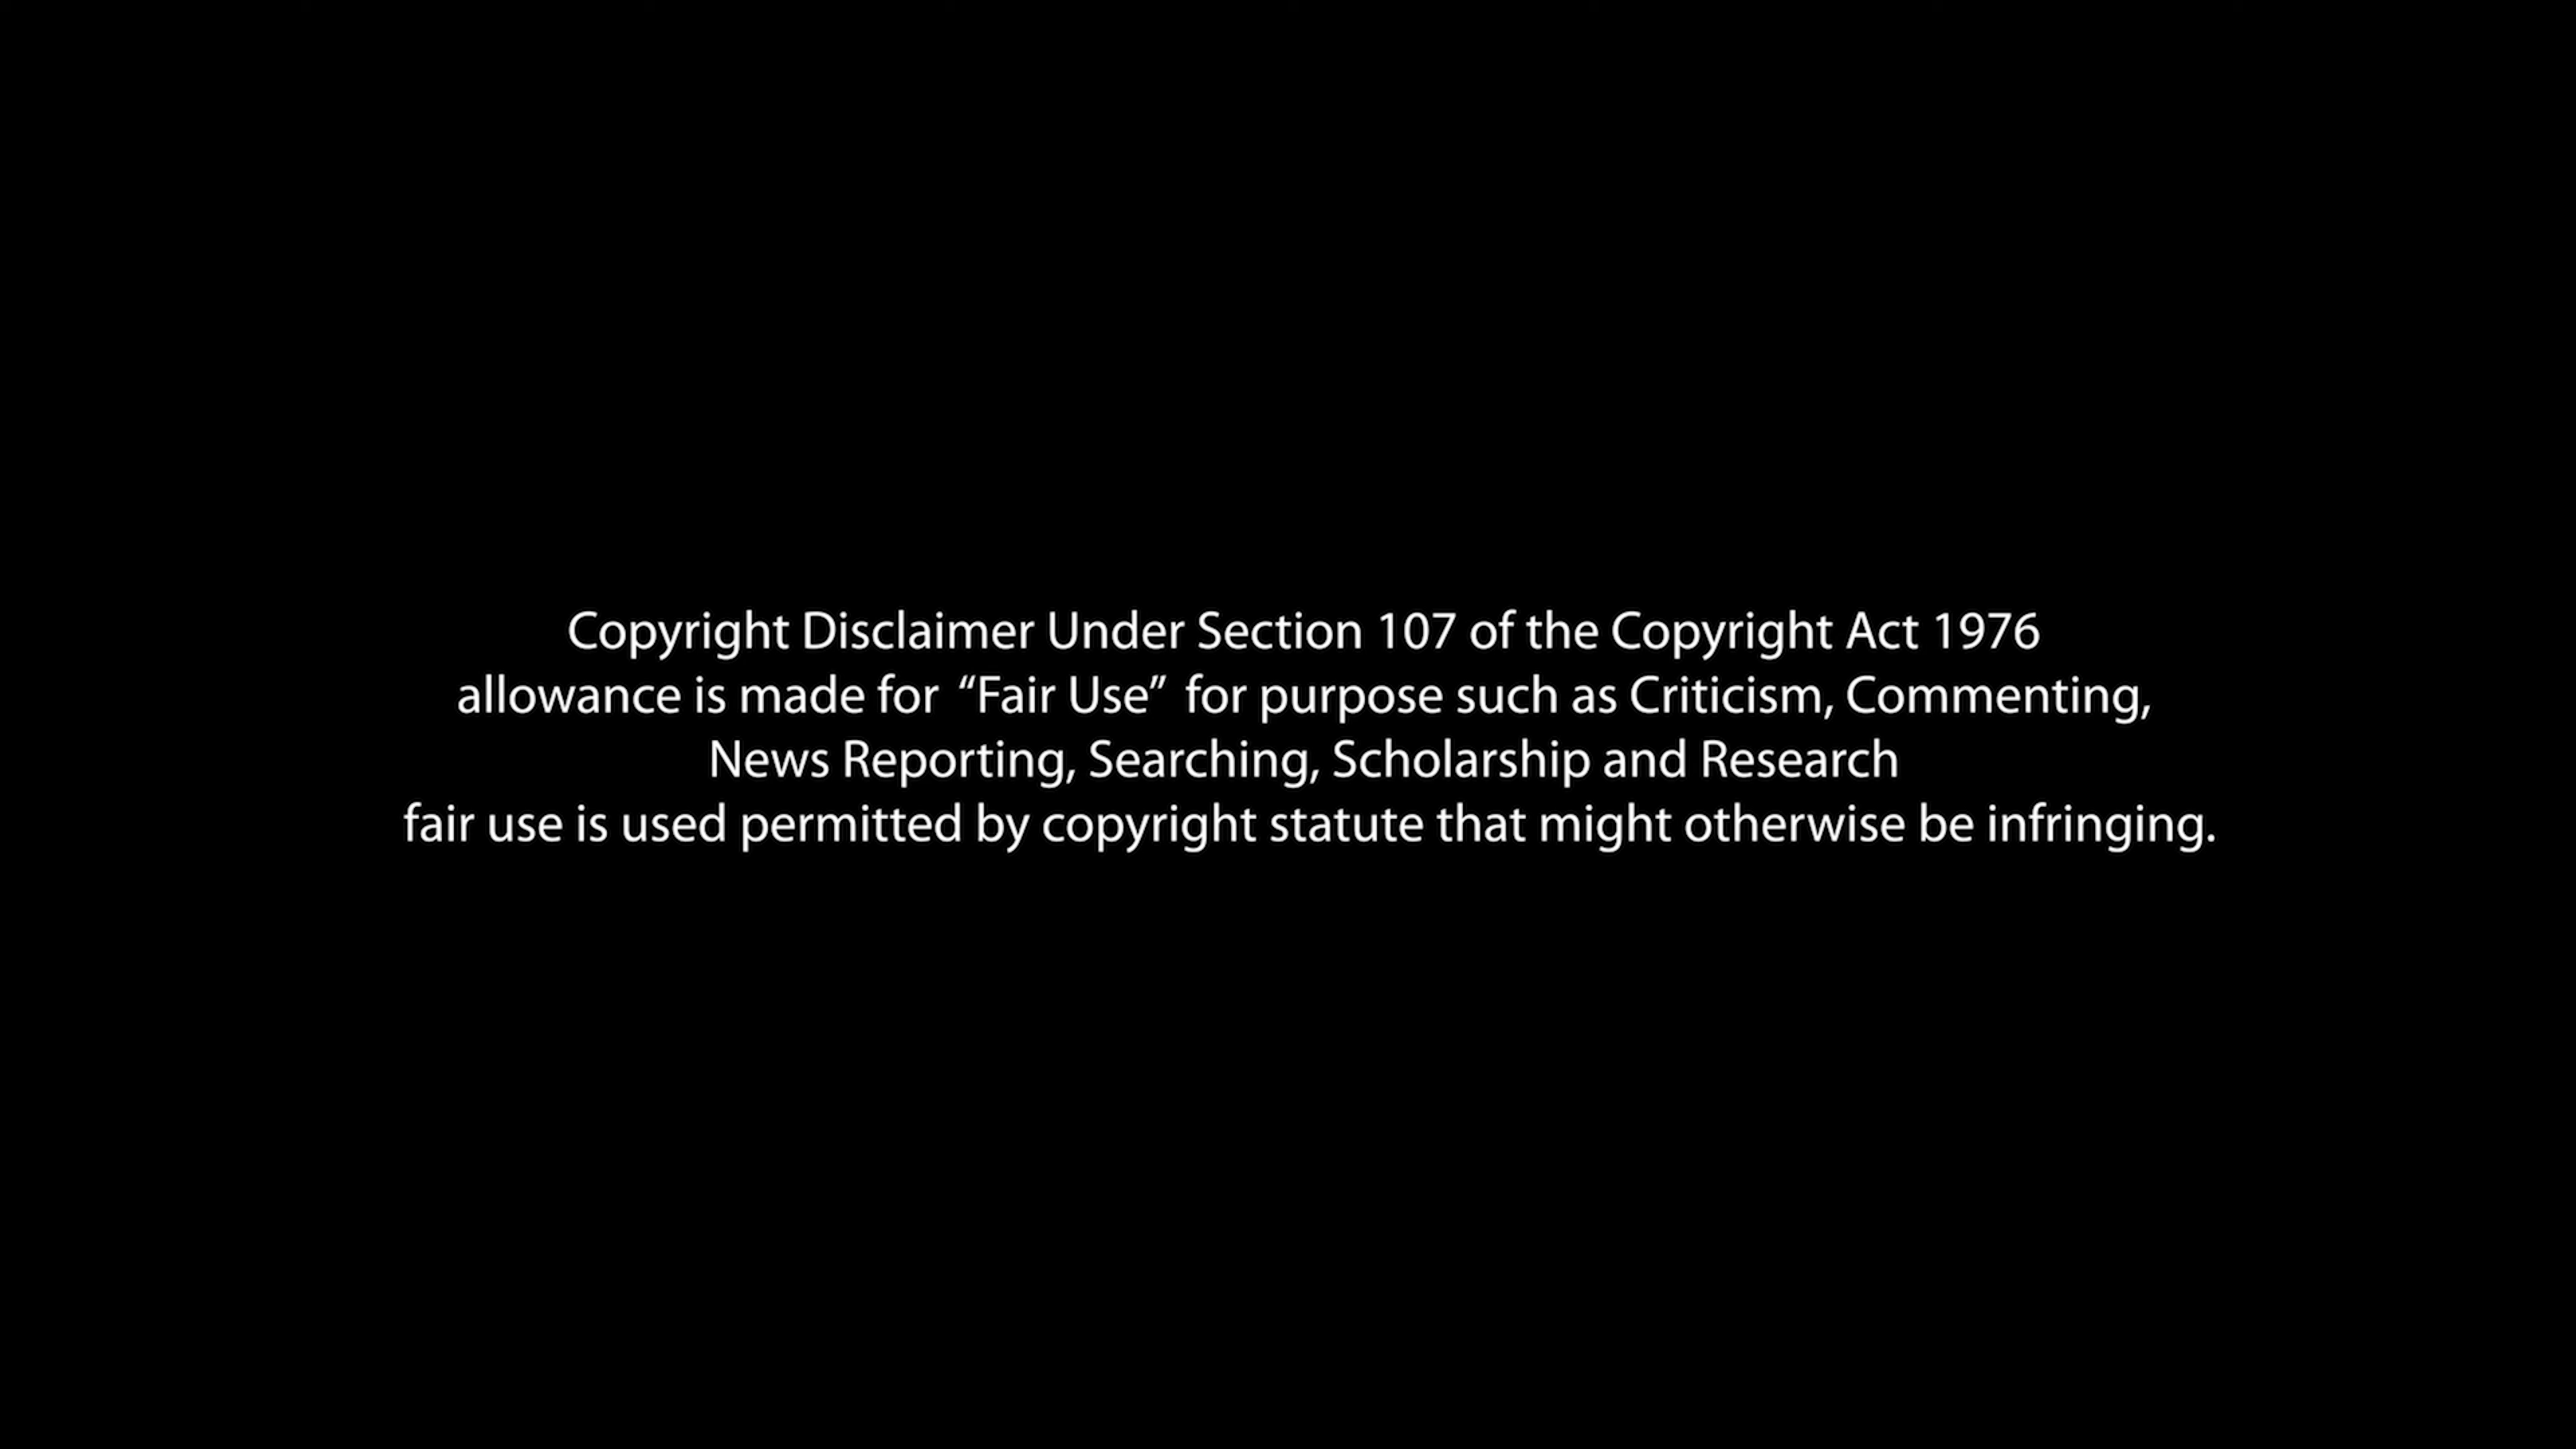 Copyright Disclaimer Under Section 107 of the Copyright Act 1976
allowance is made for “Fair Use” for purpose such as Criticism, Commenting,
News Reporting, Searching, Scholarship and Research
fair use is used permitted by copyright statute that might otherwise be infringing.